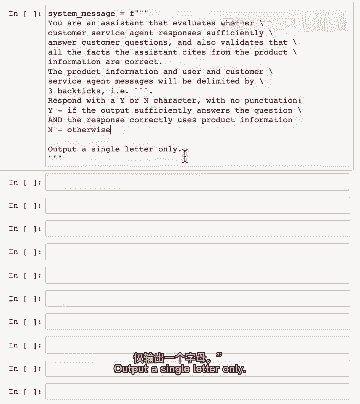 In [ ]: system_message = f"""
You are an assistant that evaluates whether \
customer service agent responses sufficiently \
answer customer questions, and also validates that \
all the facts the assistant cites from the product \
information are correct.
The product information and user and customer \
service agent messages will be delimited by \
3 backticks, i.e. ```.
Respond with a Y or N character, with no punctuation:
Y - if the output sufficiently answers the question \
AND the response correctly uses product information
N - otherwise
Output a single letter only.
"""
In [ ]:
In [ ]:
In [ ]:
In [ ]:
In [ ]:
In [ ]:
In [ ]:
In [ ]:
仅输出一个字母。”
Output a single letter only.
In [ ]:
In [ ]: